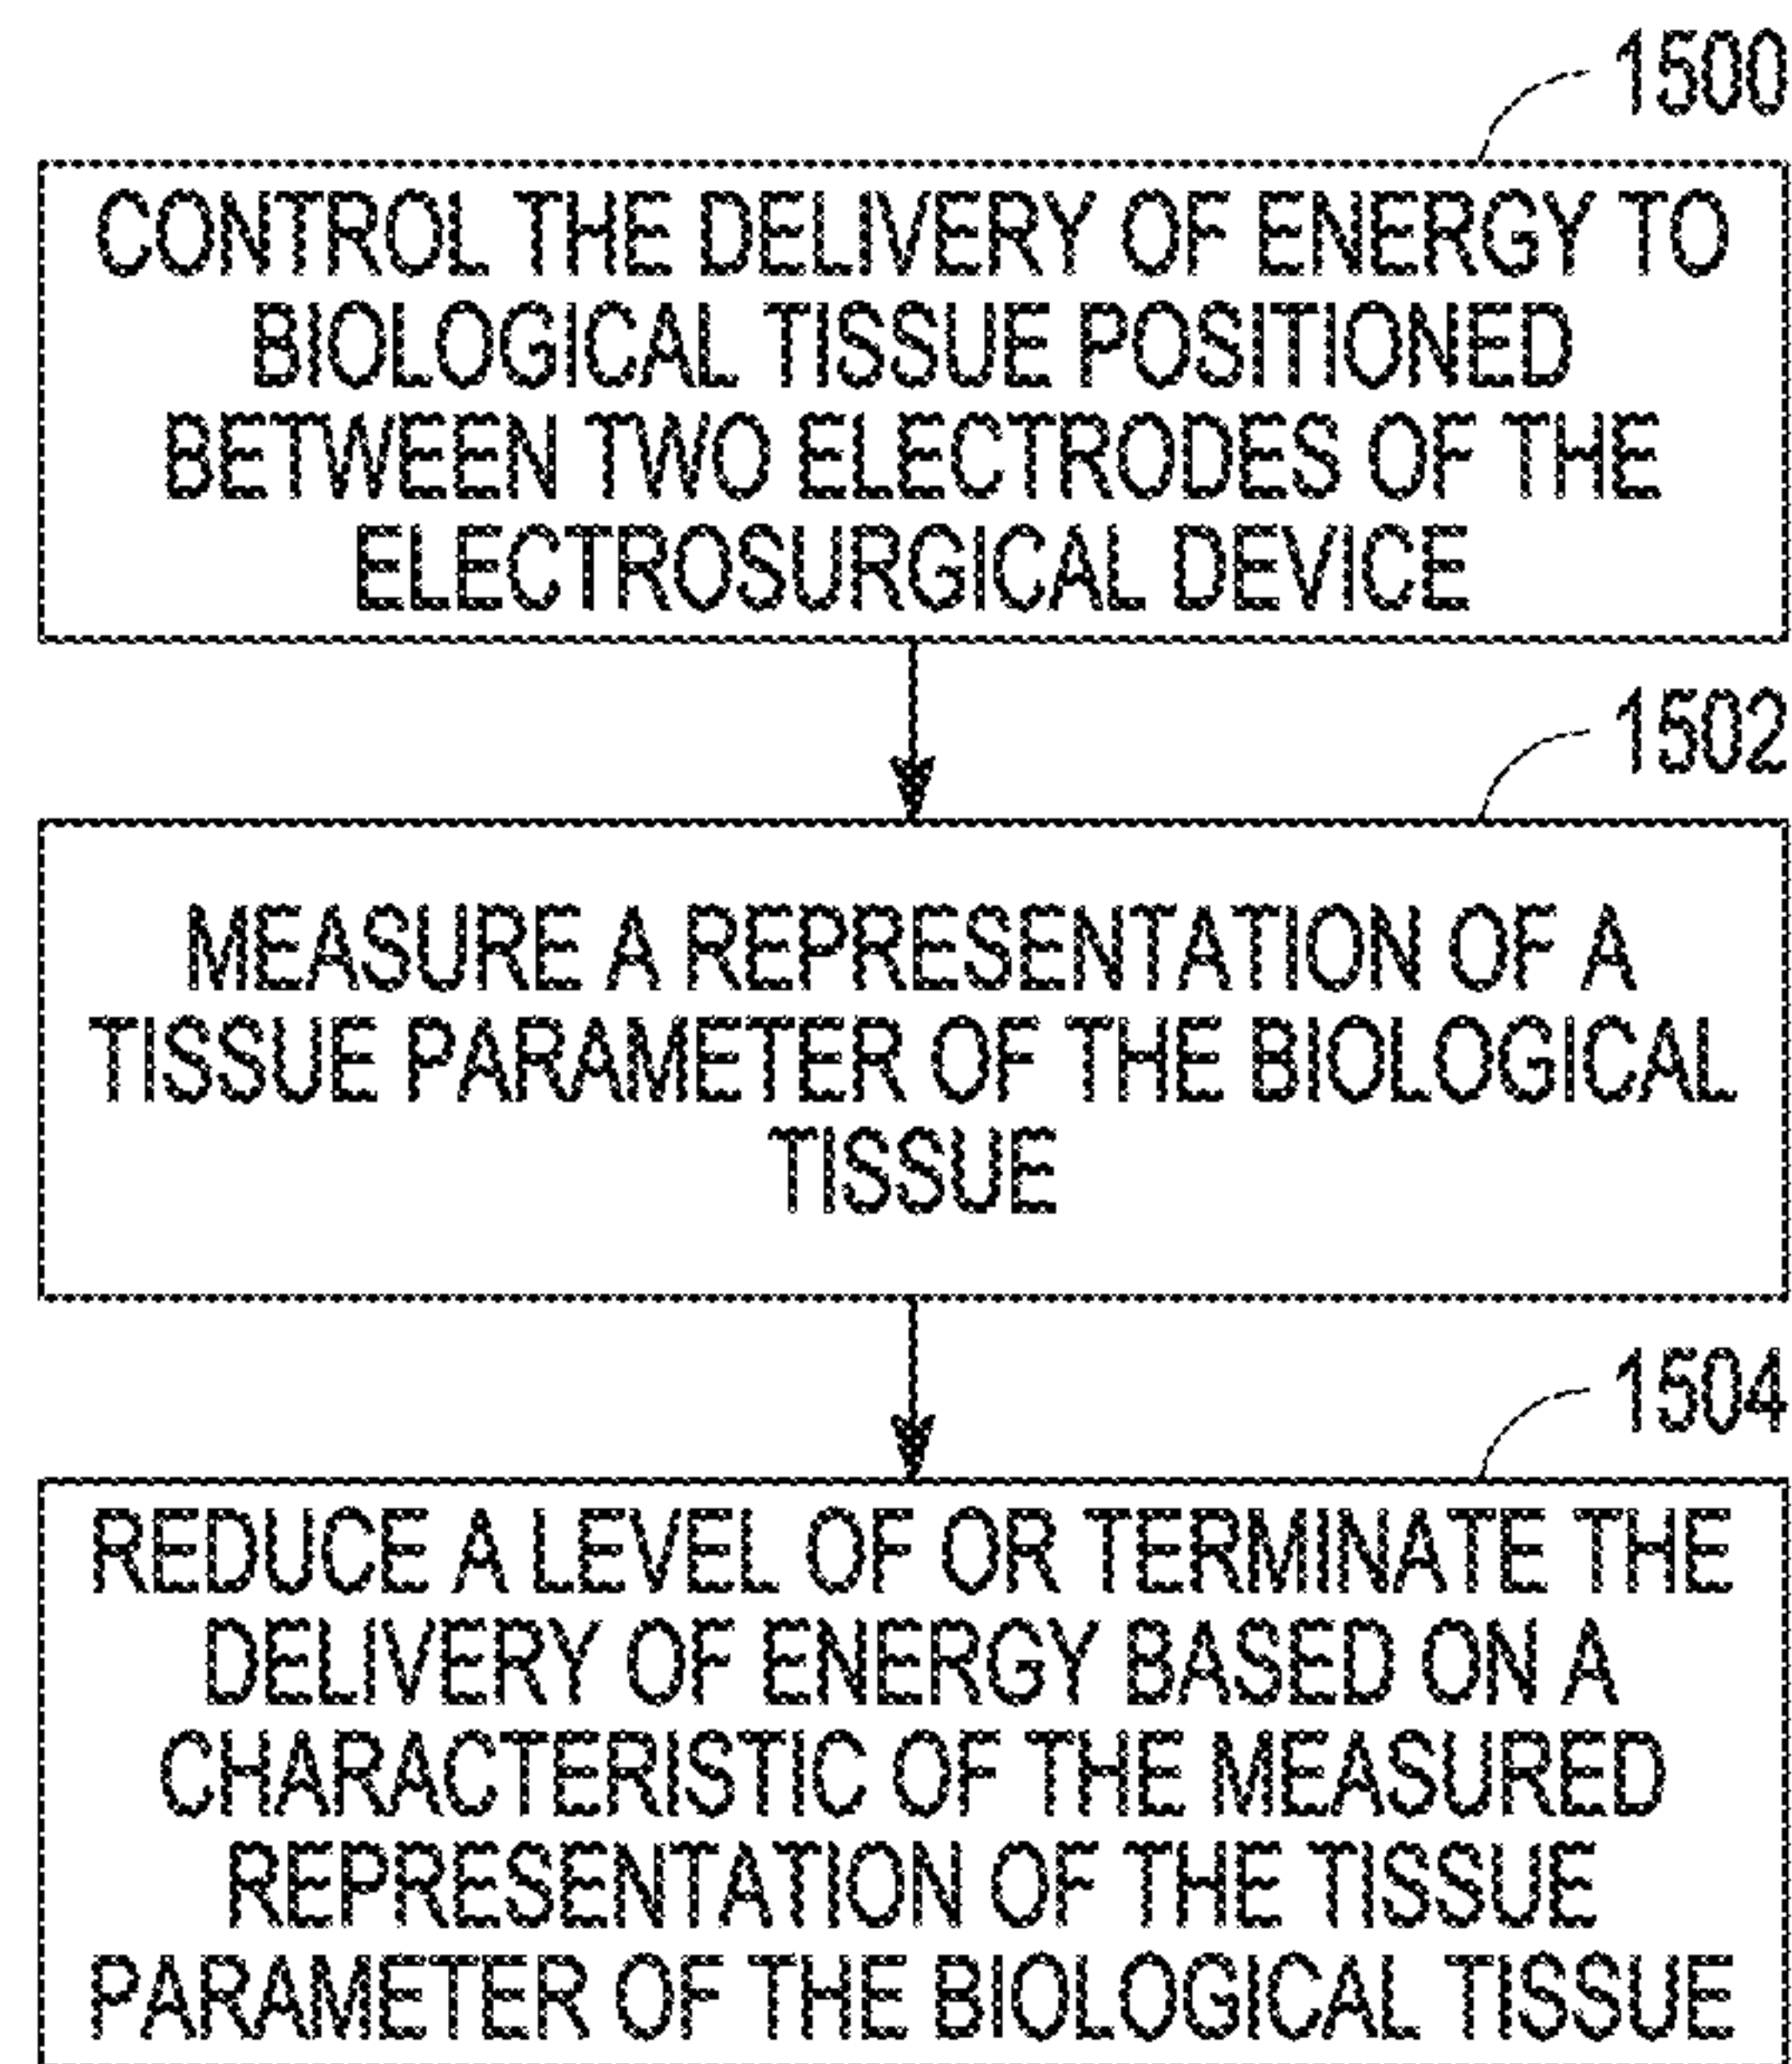 1500
CONTROL THE DELIVERY OF ENERGY TO
BIOLOGICAL TISSUE POSITIONED
BETWEEN TWO ELECTRODES OF THE
ELECTROSURGICAL DEVICE
1502
MEASURE A REPRESENTATION OF A
TISSUE PARAMETER OF THE BIOLOGICAL
TISSUE
1504
REDUCE A LEVEL OF OR TERMINATE THE
DELIVERY OF ENERGY BASED ON A
CHARACTERISTIC OF THE MEASURED
REPRESENTATION OF THE TISSUE
PARAMETER OF THE BIOLOGICAL TISSUE